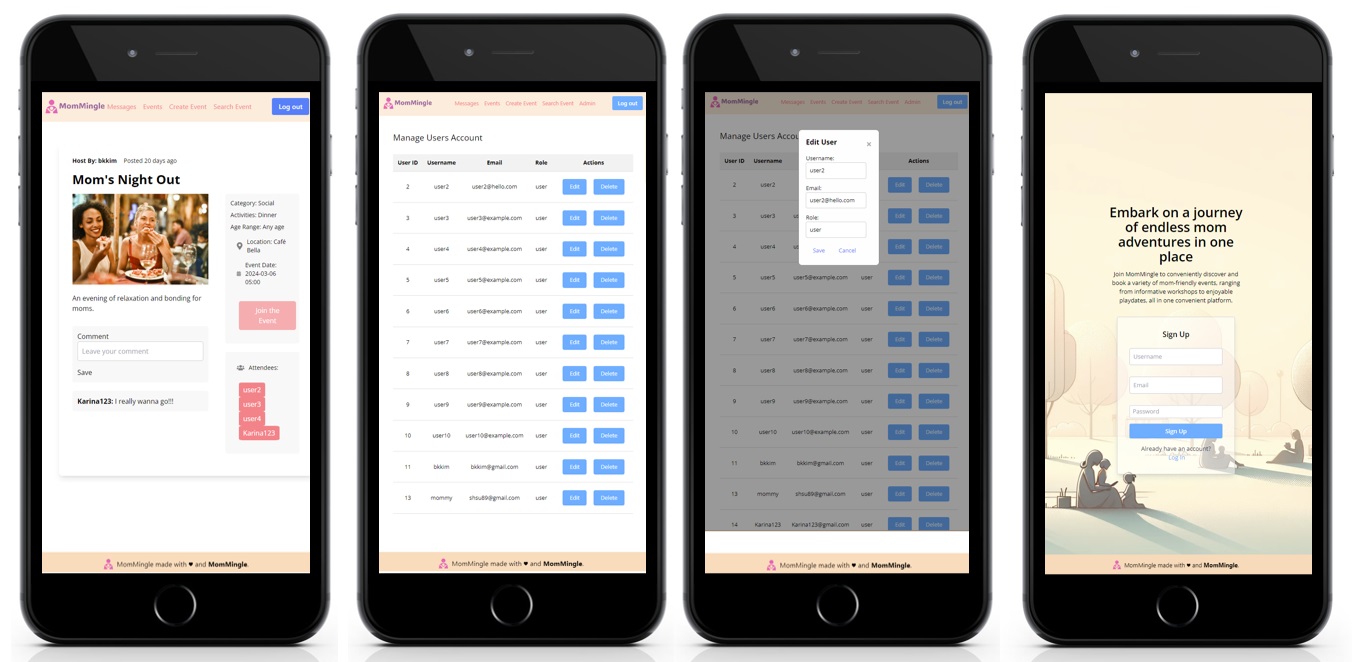 MomMingle Messages Events Create Event Search Event Log out
Host By: bkkim Posted 20 days ago
Mom's Night Out
Category: Social
Activities: Dinner
Age Range: Any age
Location: Café
Bella
Event Date:
2024-03-06
05:00
Join the
Event
An evening of relaxation and bonding for
moms.
Comment
Leave your comment
Save
Karina123: I really wanna go!!!
Attendees:
user2
user3
user4
Karina123
MomMingle made with ♥ and MomMingle.
MomMingle Messages Events Create Event Search Event Admin Log out
Manage Users Account
User ID Username Email Role Actions
2 user2 user2@hello.com user Edit Delete
3 user3 user3@example.com user Edit Delete
4 user4 user4@example.com user Edit Delete
5 user5 user5@example.com user Edit Delete
6 user6 user6@example.com user Edit Delete
7 user7 user7@example.com user Edit Delete
8 user8 user8@example.com user Edit Delete
9 user9 user9@example.com user Edit Delete
10 user10 user10@example.com user Edit Delete
11 bkkim bkkim@gmail.com user Edit Delete
13 mommy shsu89@gmail.com user Edit Delete
MomMingle made with ♥ and MomMingle.
MomMingle Messages Events Create Event Search Event Admin Log out
Manage Users Accou
User ID Username Actions
2 user2 Edit Delete
3 user3 Edit Delete
4 user4 Edit Delete
5 user5 user5@example.com user Edit Delete
6 user6 user6@example.com user Edit Delete
7 user7 user7@example.com user Edit Delete
8 user8 user8@example.com user Edit Delete
9 user9 user9@example.com user Edit Delete
10 user10 user10@example.com user Edit Delete
11 bkkim bkkim@gmail.com user Edit Delete
13 mommy shsu89@gmail.com user Edit Delete
14 Karina123 Karina123@gmail.com user Edit Delete
Edit User ×
Username:
user2
Email:
user2@hello.com
Role:
user
Save Cancel
MomMingle made with ♥ and MomMingle.
Embark on a journey
of endless mom
adventures in one
place
Join MomMingle to conveniently discover and
book a variety of mom-friendly events, ranging
from informative workshops to enjoyable
playdates, all in one convenient platform.
Sign Up
Username
Email
Password
Sign Up
Already have an account?
Log In
MomMingle made with ♥ and MomMingle.